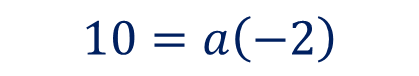 10 = a(−2)